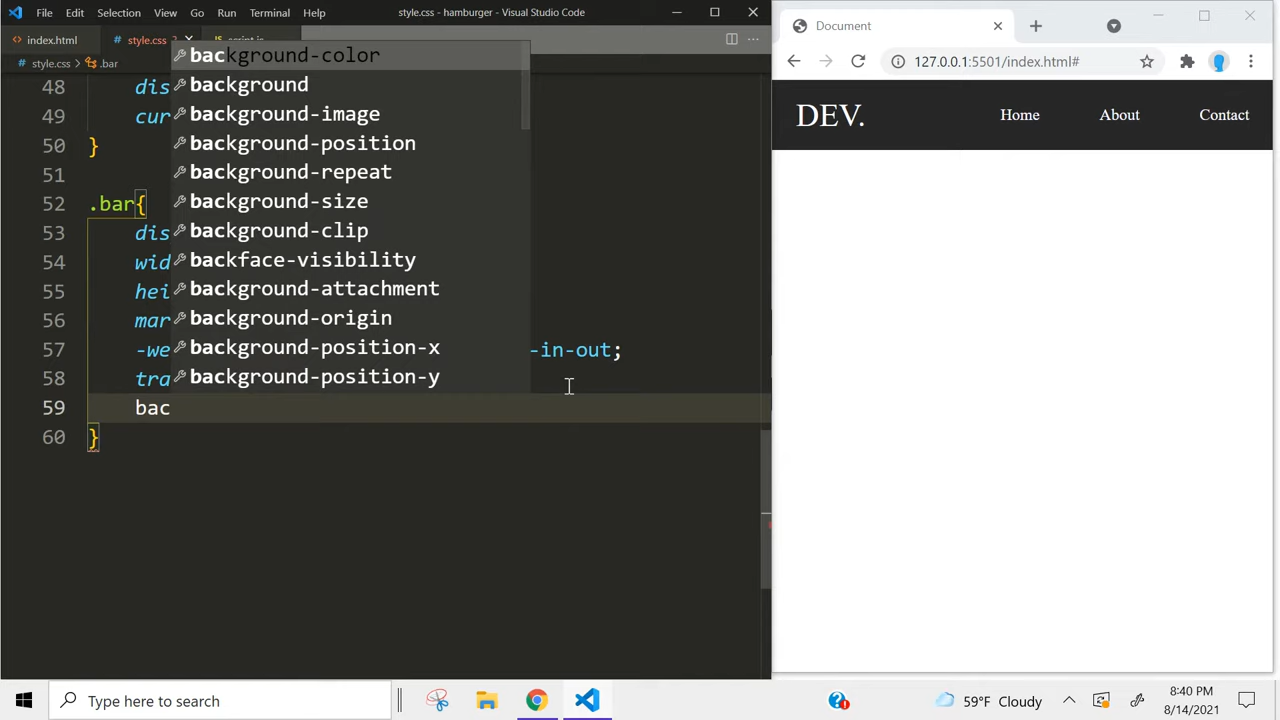 File Edit Selection View Go Run Terminal Help style.css - hamburger - Visual Studio Code
index.html
style.css 2
script.js
style.css > .bar
48 dis
49 cur
50 }
51
52 .bar{
53 dis
54 wid
55 hei
56 mar
57 -we -in-out;
58 tra
59 bac
60 }
background-color
background
background-image
background-position
background-repeat
background-size
background-clip
backface-visibility
background-attachment
background-origin
background-position-x
background-position-y
Document
127.0.0.1:5501/index.html#
DEV. Home About Contact
Type here to search
59°F Cloudy
8:40 PM
8/14/2021